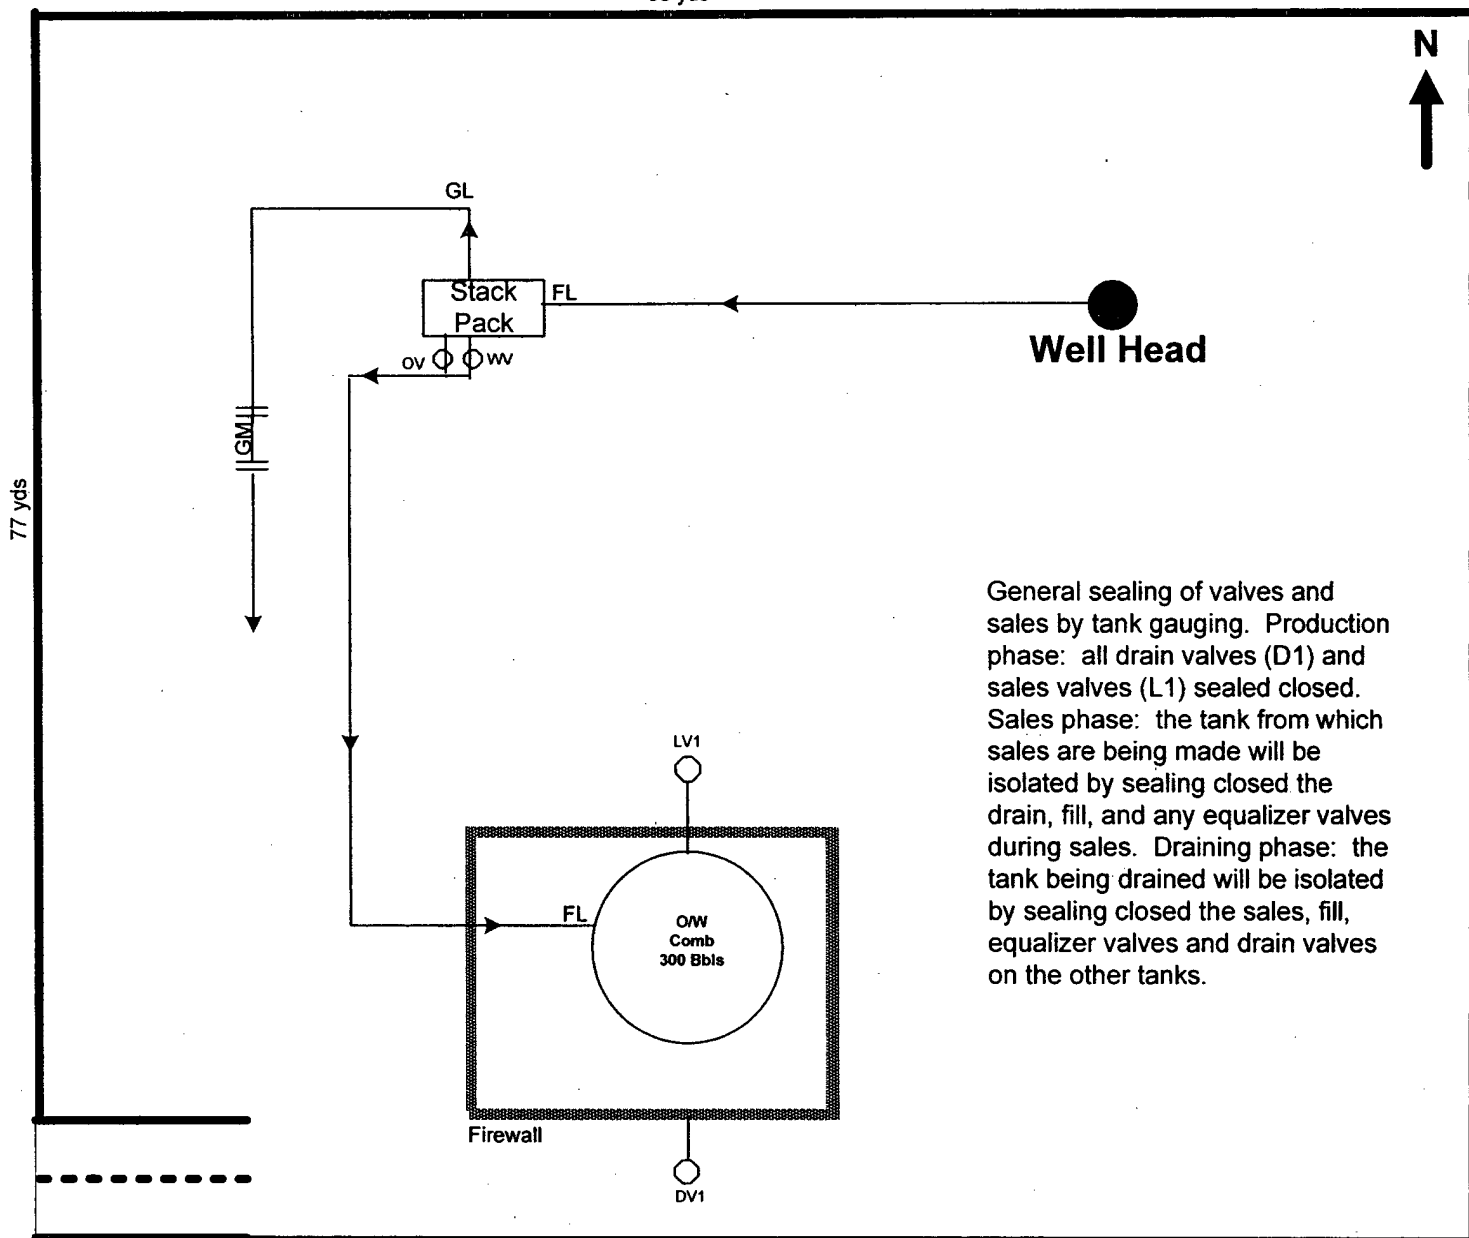 N
GL
Stack
Pack
FL
OV
WV
Well Head
GM
77 yds
General sealing of valves and
sales by tank gauging. Production
phase: all drain valves (D1) and
sales valves (L1) sealed closed.
Sales phase: the tank from which
sales are being made will be
isolated by sealing closed the
drain, fill, and any equalizer valves
during sales. Draining phase: the
tank being drained will be isolated
by sealing closed the sales, fill,
equalizer valves and drain valves
on the other tanks.
LV1
FL
O/W
Comb
300 Bbls
Firewall
DV1